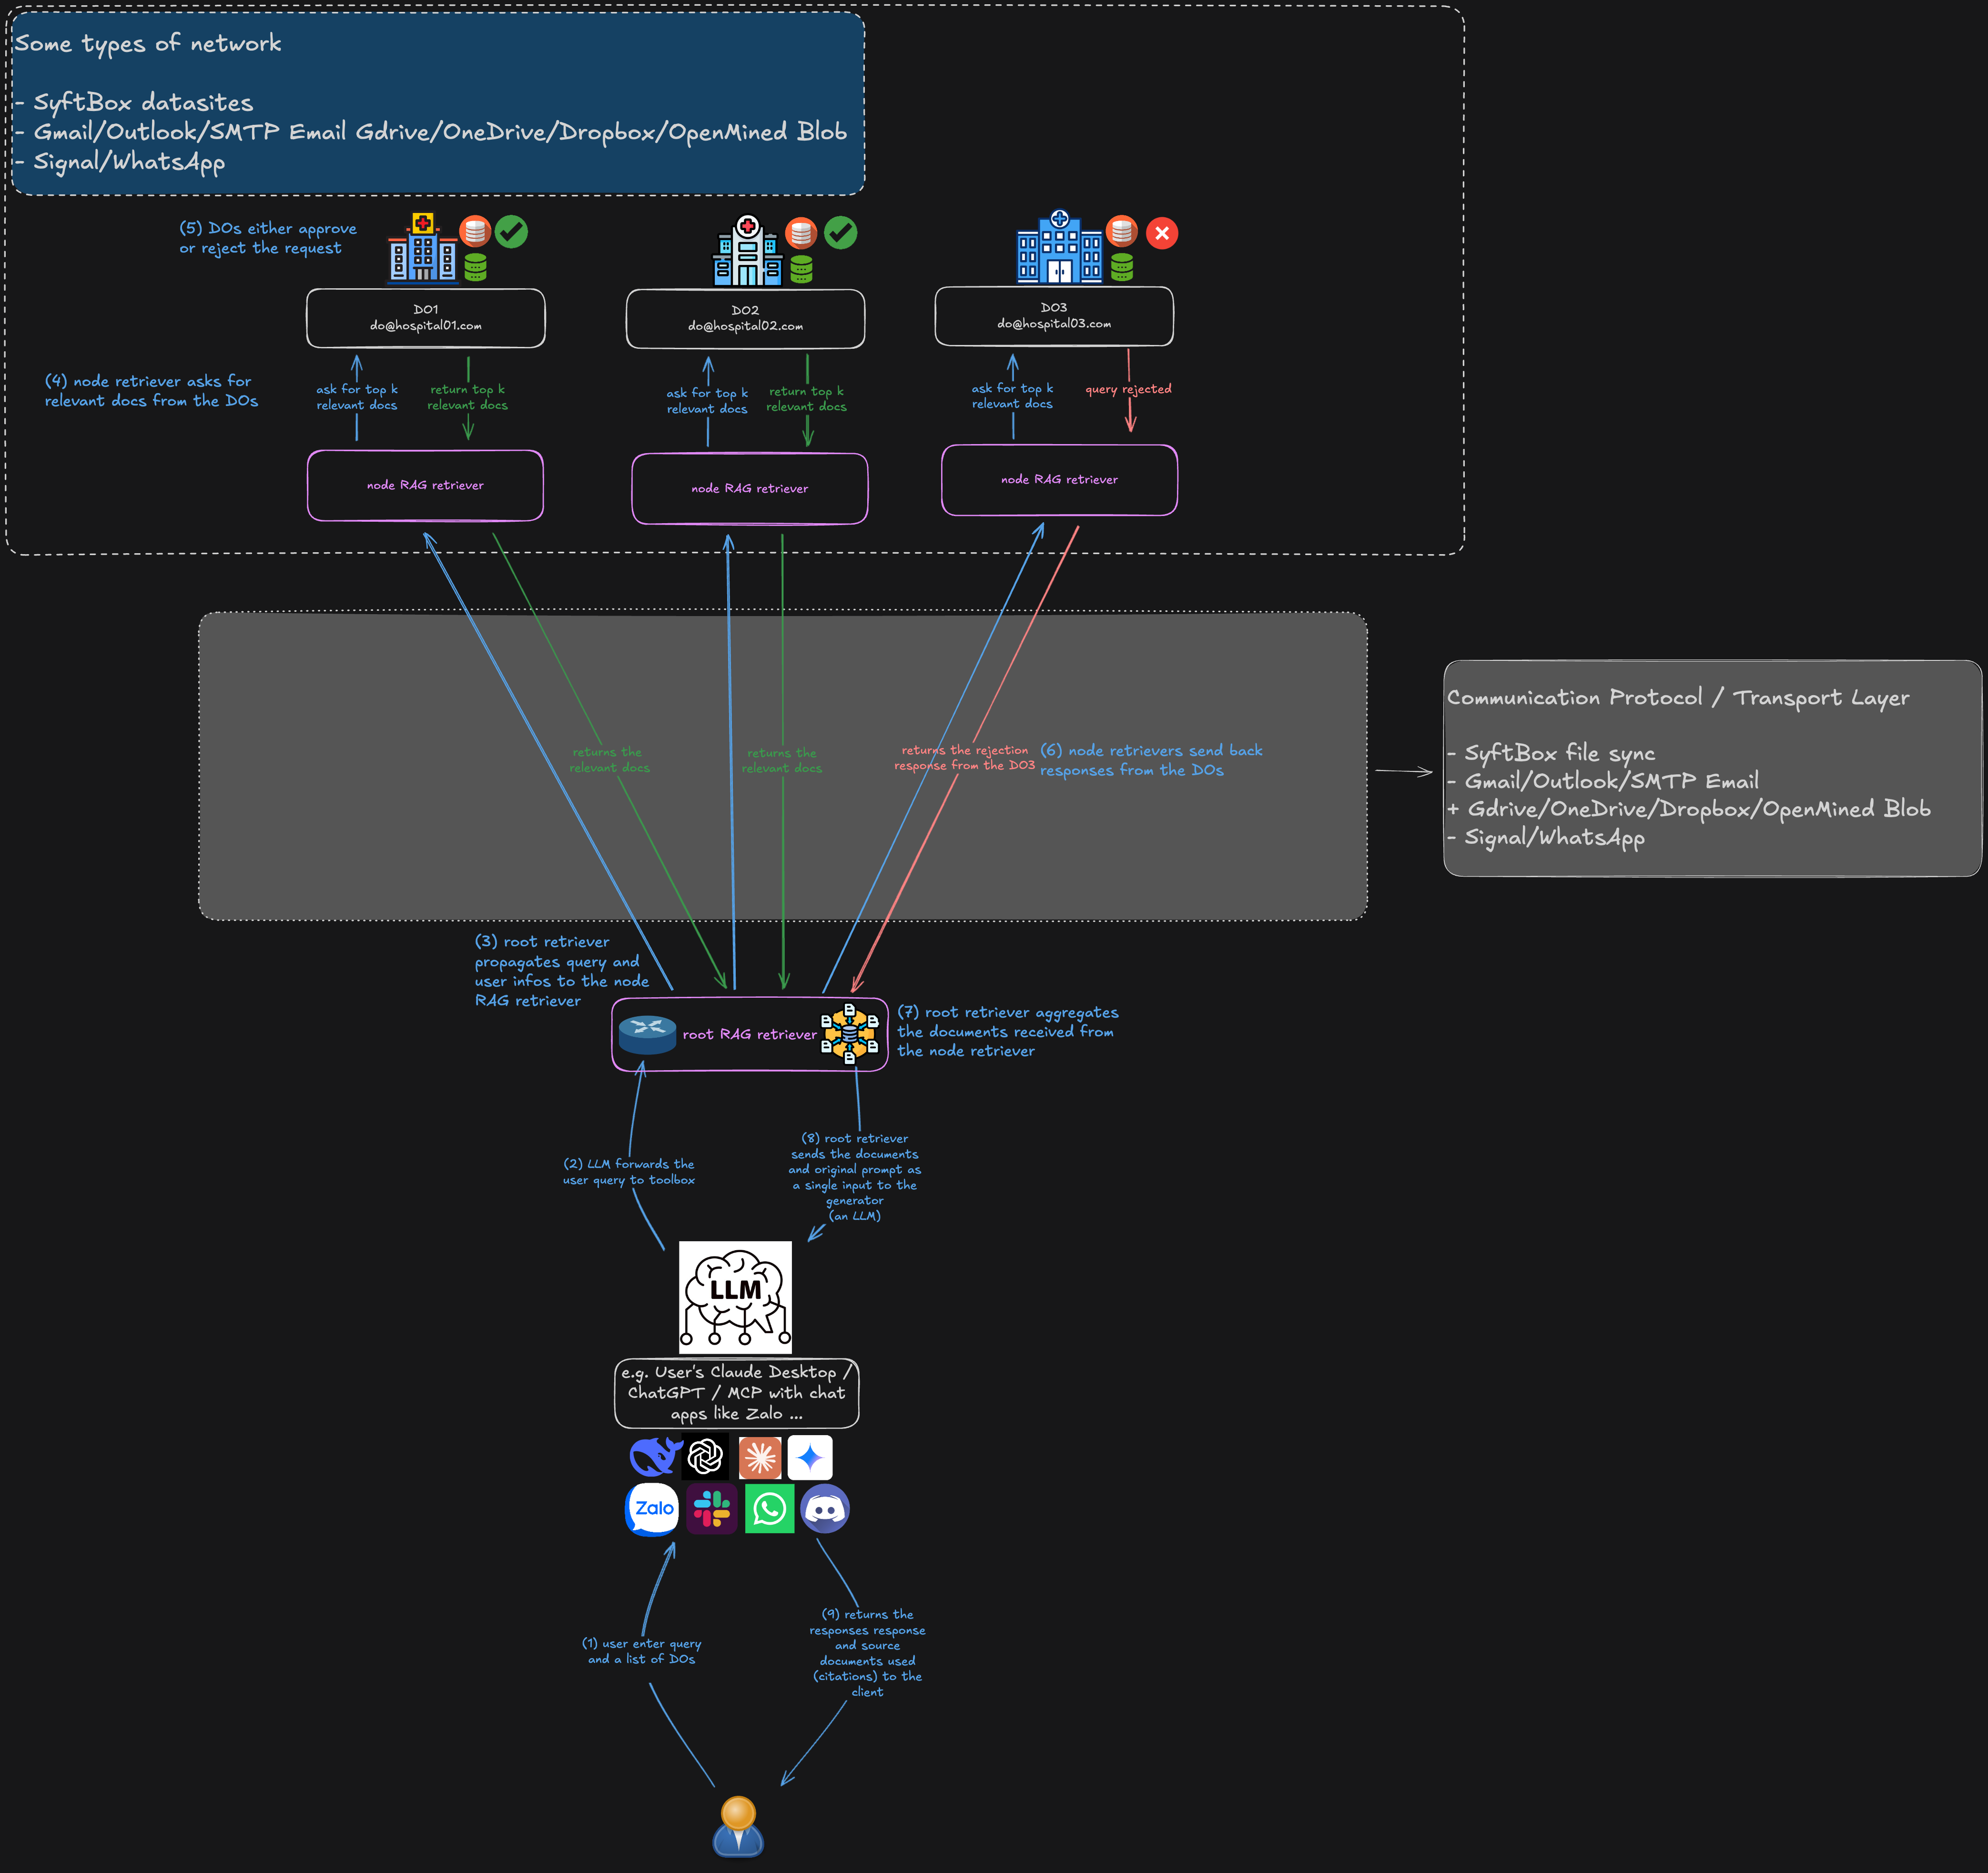 Some types of network
- SyftBox datasites
- Gmail/Outlook/SMTP Email Gdrive/OneDrive/Dropbox/OpenMined Blob
- Signal/WhatsApp
(5) DOs either approve
or reject the request
DO1
do@hospital01.com
DO2
do@hospital02.com
DO3
do@hospital03.com
(4) node retriever asks for
relevant docs from the DOs
ask for top k
relevant docs
return top k
relevant docs
ask for top k
relevant docs
return top k
relevant docs
ask for top k
relevant docs
query rejected
node RAG retriever
node RAG retriever
node RAG retriever
returns the
relevant docs
returns the
relevant docs
returns the rejection
response from the DO3
(6) node retrievers send back
responses from the DOs
Communication Protocol / Transport Layer
- SyftBox file sync
- Gmail/Outlook/SMTP Email
+ Gdrive/OneDrive/Dropbox/OpenMined Blob
- Signal/WhatsApp
(3) root retriever
propagates query and
user infos to the node
RAG retriever
root RAG retriever
(7) root retriever aggregates
the documents received from
the node retriever
(2) LLM forwards the
user query to toolbox
(8) root retriever
sends the documents
and original prompt as
a single input to the
generator
(an LLM)
LLM
e.g. User's Claude Desktop /
ChatGPT / MCP with chat
apps like Zalo ...
Zalo
(1) user enter query
and a list of DOs
(9) returns the
responses response
and source
documents used
(citations) to the
client